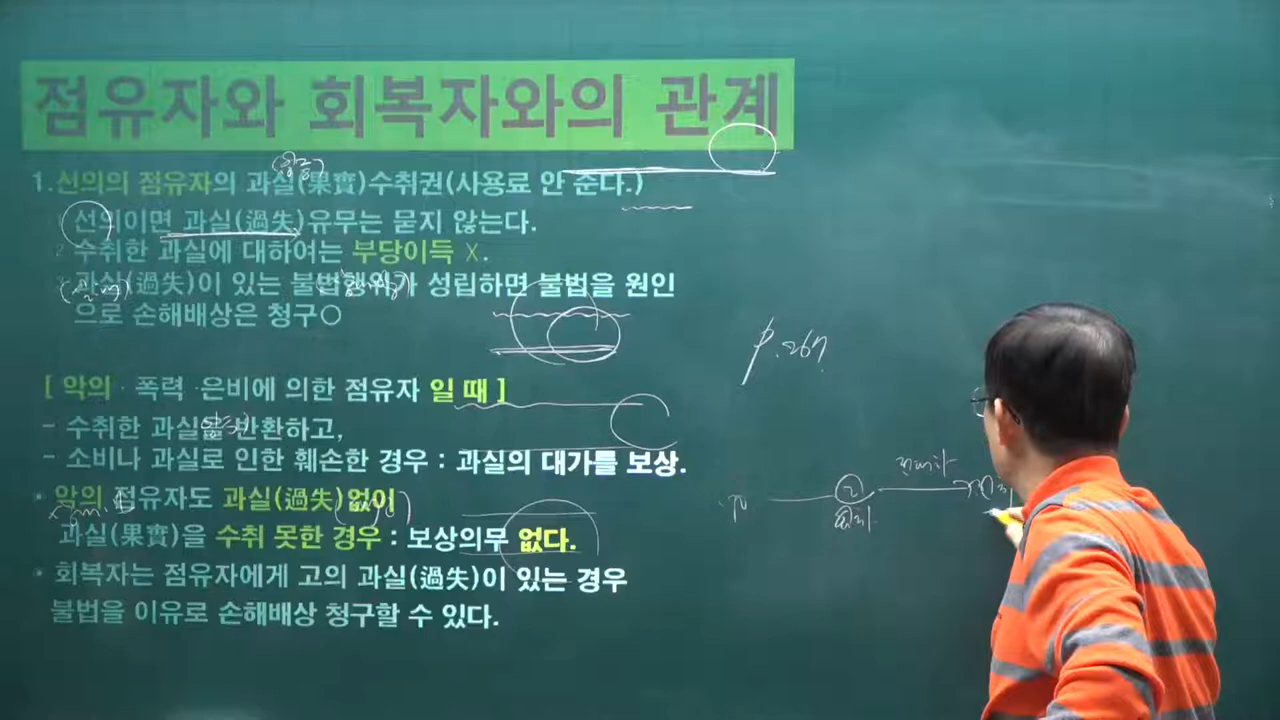 점유자와 회복자와의 관계
1.선의의 점유자의 과실(果實)수취권(사용료 안 준다.)
선의이면 과실(過失)유무는 묻지 않는다.
2 수취한 과실에 대하여는 부당이득 X.
과실(過失)이 있는 불법행위가 성립하면 불법을 원인
으로 손해배상은 청구○
[ 악의·폭력·은비에 의한 점유자 일 때 ]
- 수취한 과실을 반환하고,
- 소비나 과실로 인한 훼손한 경우 : 과실의 대가를 보상.
• 악의 점유자도 과실(過失)없이
과실(果實)을 수취 못한 경우 : 보상의무 없다.
• 회복자는 점유자에게 고의 과실(過失)이 있는 경우
불법을 이유로 손해배상 청구할 수 있다.
p.267